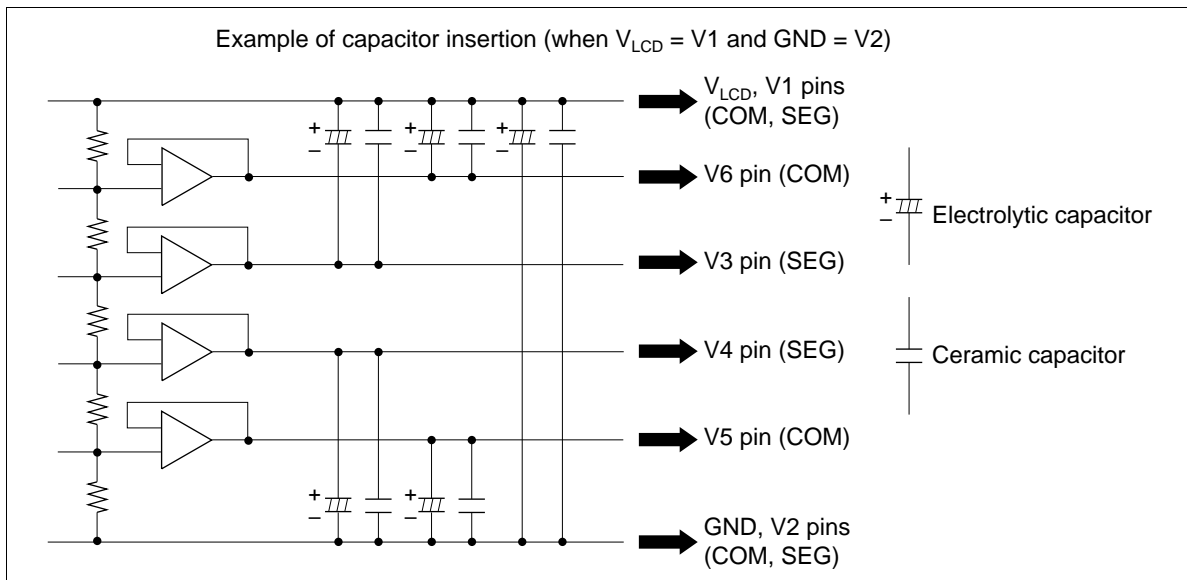 Example of capacitor insertion (when VLCD = V1 and GND = V2)
VLCD, V1 pins
(COM, SEG)
V6 pin (COM)
V3 pin (SEG)
V4 pin (SEG)
V5 pin (COM)
GND, V2 pins
(COM, SEG)
+
–
+
–
+
–
+
–
+
–
+
–
Electrolytic capacitor
Ceramic capacitor